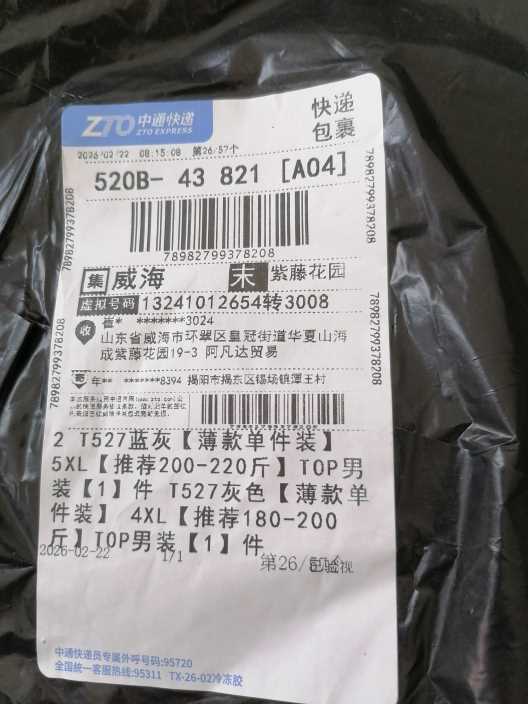 ZTO 中通快递
ZTO EXPRESS
快递
包裹
2026/02/22 08:15:08 第26/57个
520B- 43 821 [A04]
78982799378208
78982799378208
78982799378208
集 威海 末 紫藤花园
虚拟号码 13241012654转3008
收 崔* *******3024
山东省威海市环翠区皇冠街道华夏山海
成紫藤花园19-3 阿凡达贸易
78982799378208
78982799378208
寄 年** *******8394 揭阳市揭东区锡场镇潭王村
2 T527蓝灰【薄款单件装】
5XL【推荐200-220斤】TOP男
装【1】件 T527灰色【薄款单
件装】 4XL【推荐180-200
斤】TOP男装【1】件
2026-02-22 1/1 第26/ 已验视
中通快递员专属外呼号码:95720
全国统一客服热线:95311 TX-26-02冷冻胶